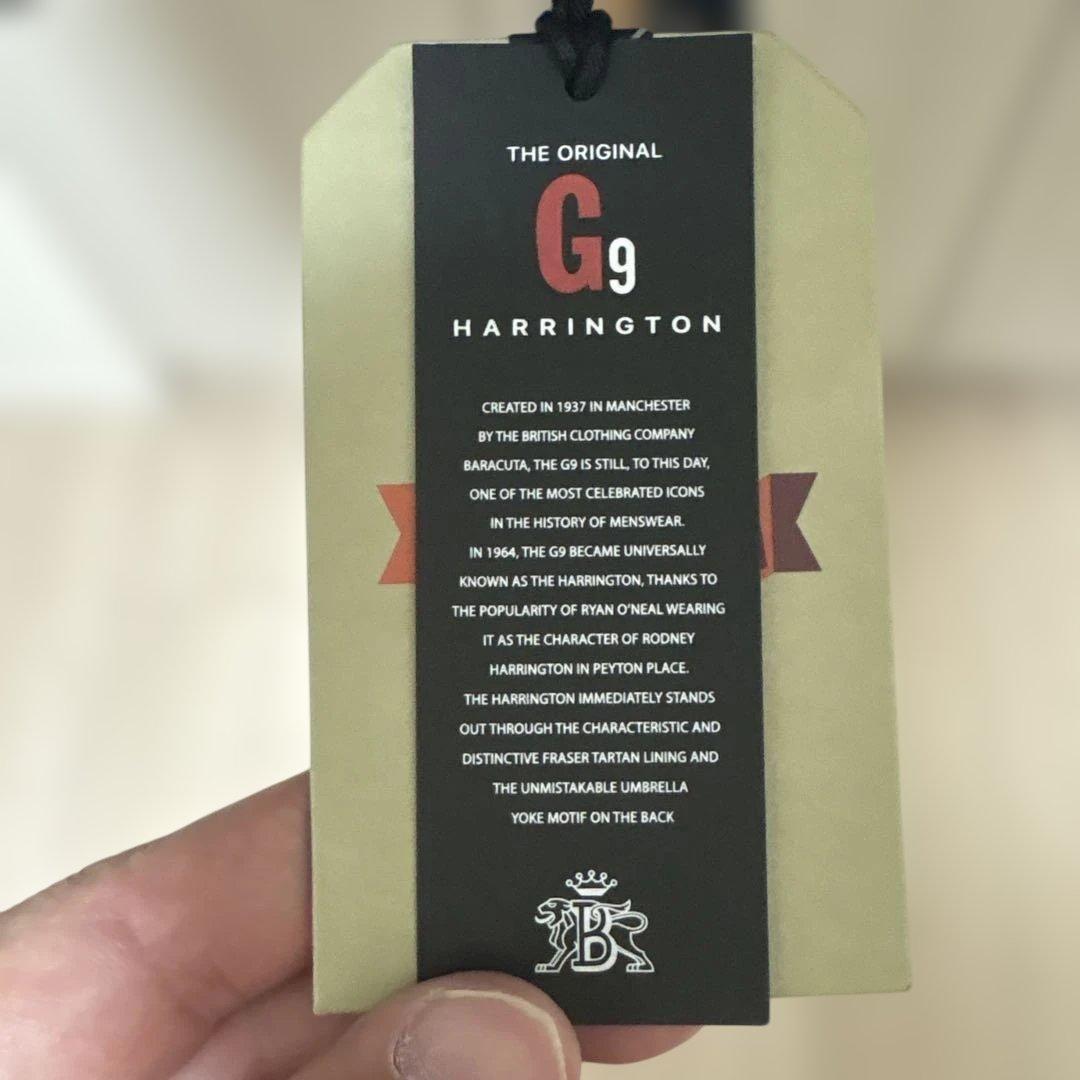 THE ORIGINAL
G9
HARRINGTON
CREATED IN 1937 IN MANCHESTER
BY THE BRITISH CLOTHING COMPANY
BARACUTA, THE G9 IS STILL, TO THIS DAY,
ONE OF THE MOST CELEBRATED ICONS
IN THE HISTORY OF MENSWEAR.
IN 1964, THE G9 BECAME UNIVERSALLY
KNOWN AS THE HARRINGTON, THANKS TO
THE POPULARITY OF RYAN O'NEAL WEARING
IT AS THE CHARACTER OF RODNEY
HARRINGTON IN PEYTON PLACE.
THE HARRINGTON IMMEDIATELY STANDS
OUT THROUGH THE CHARACTERISTIC AND
DISTINCTIVE FRASER TARTAN LINING AND
THE UNMISTAKABLE UMBRELLA
YOKE MOTIF ON THE BACK
B